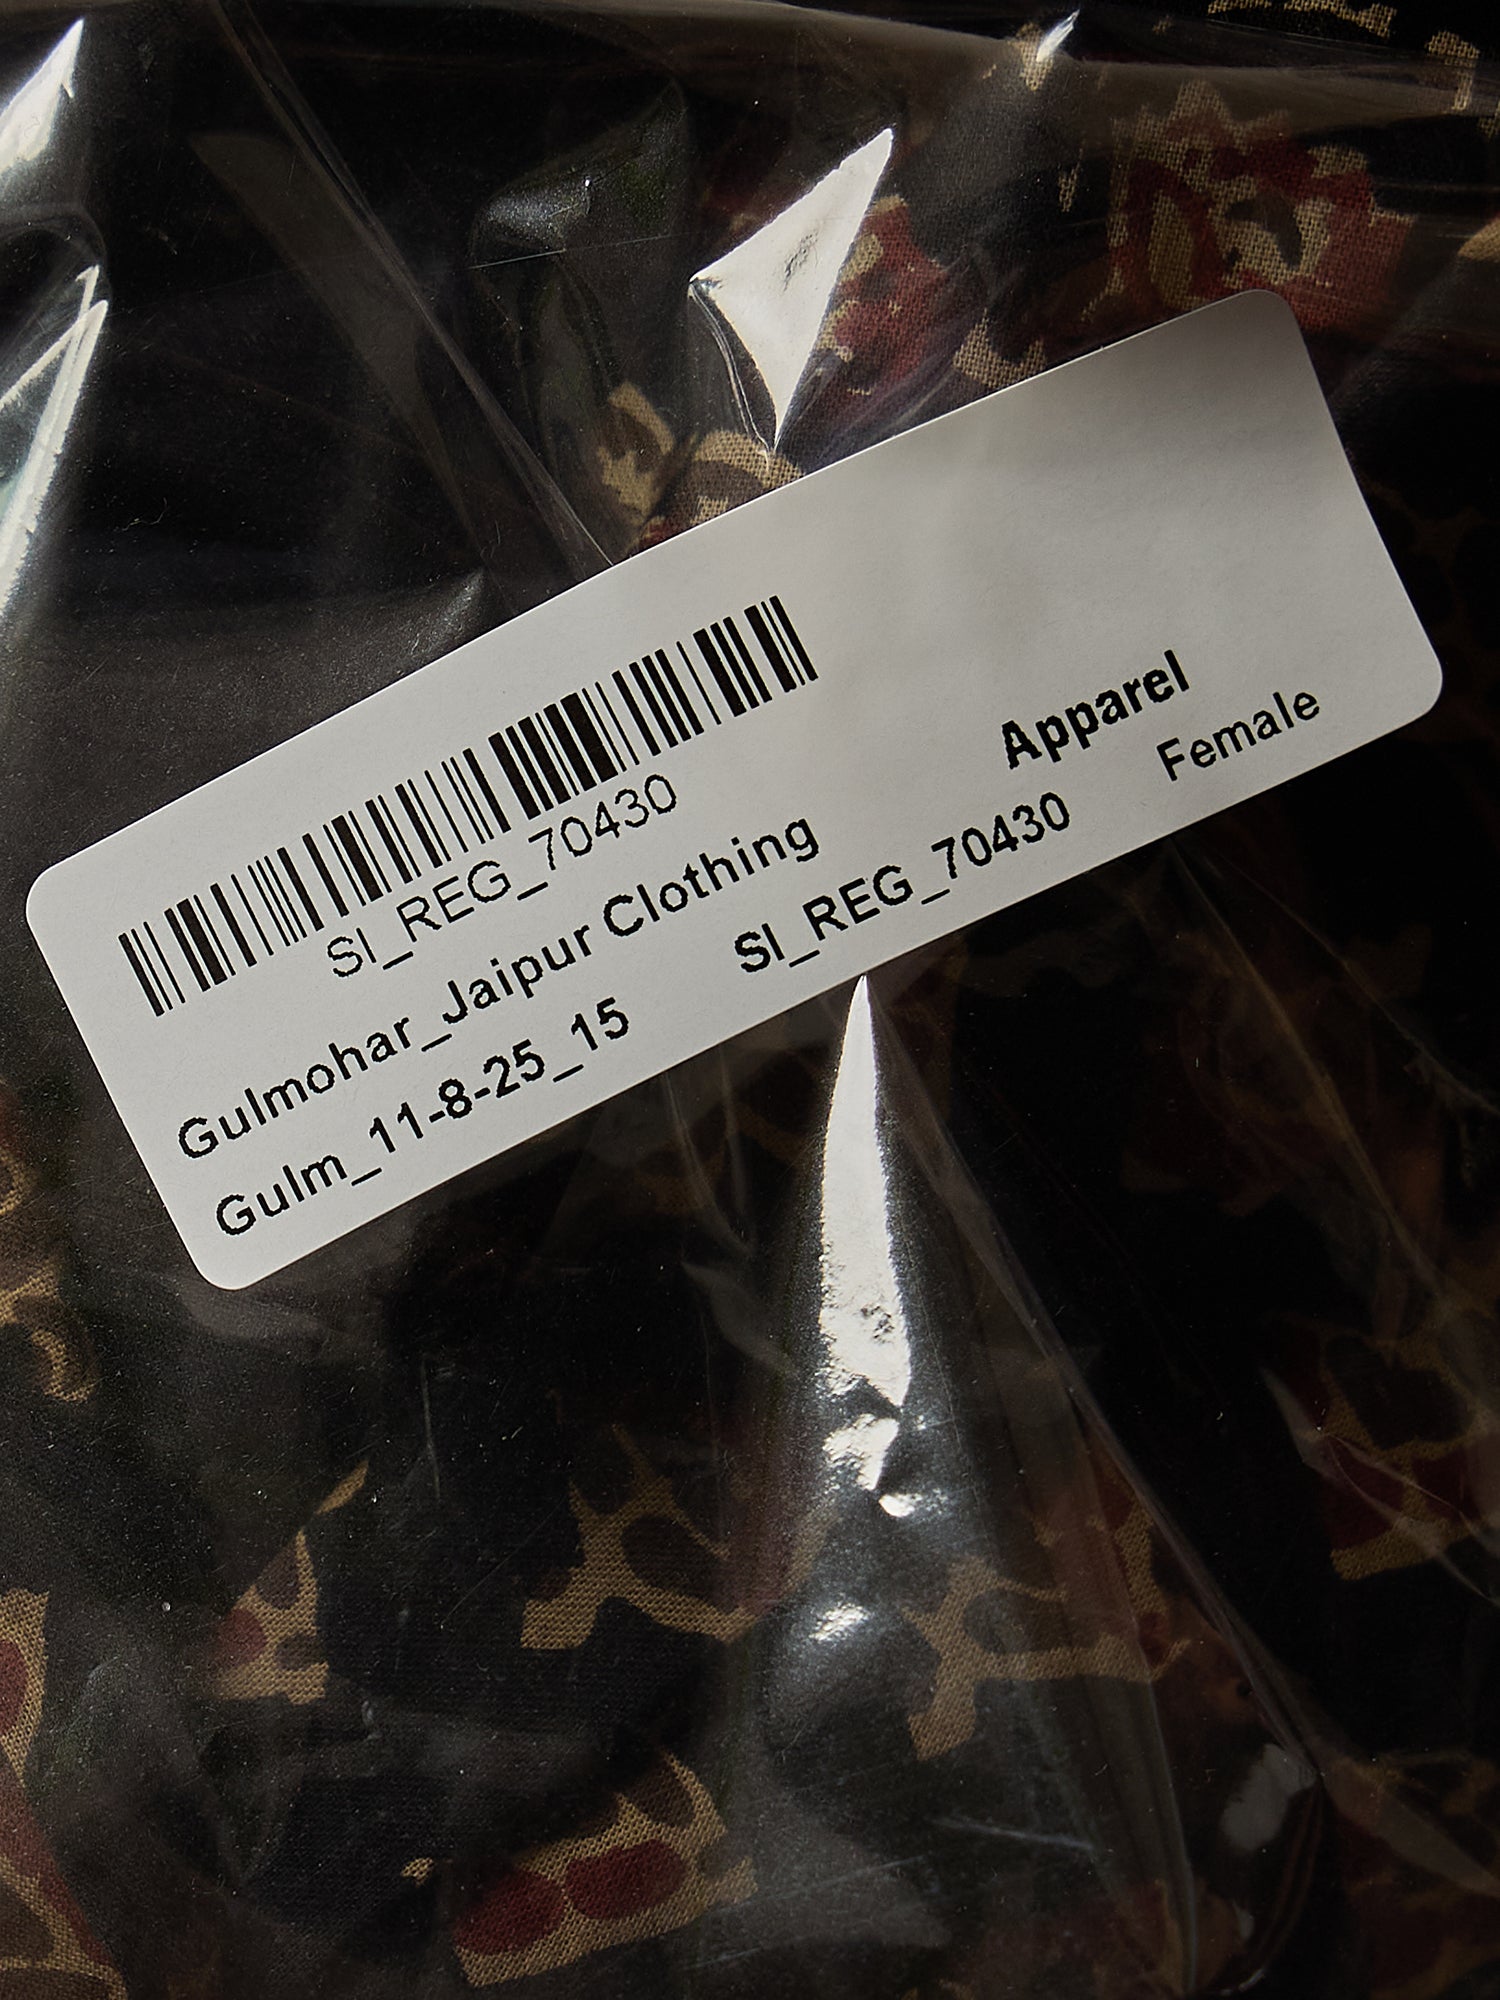 SI_REG_70430
Gulmohar_Jaipur Clothing Apparel
Gulm_11-8-25_15 SI_REG_70430 Female